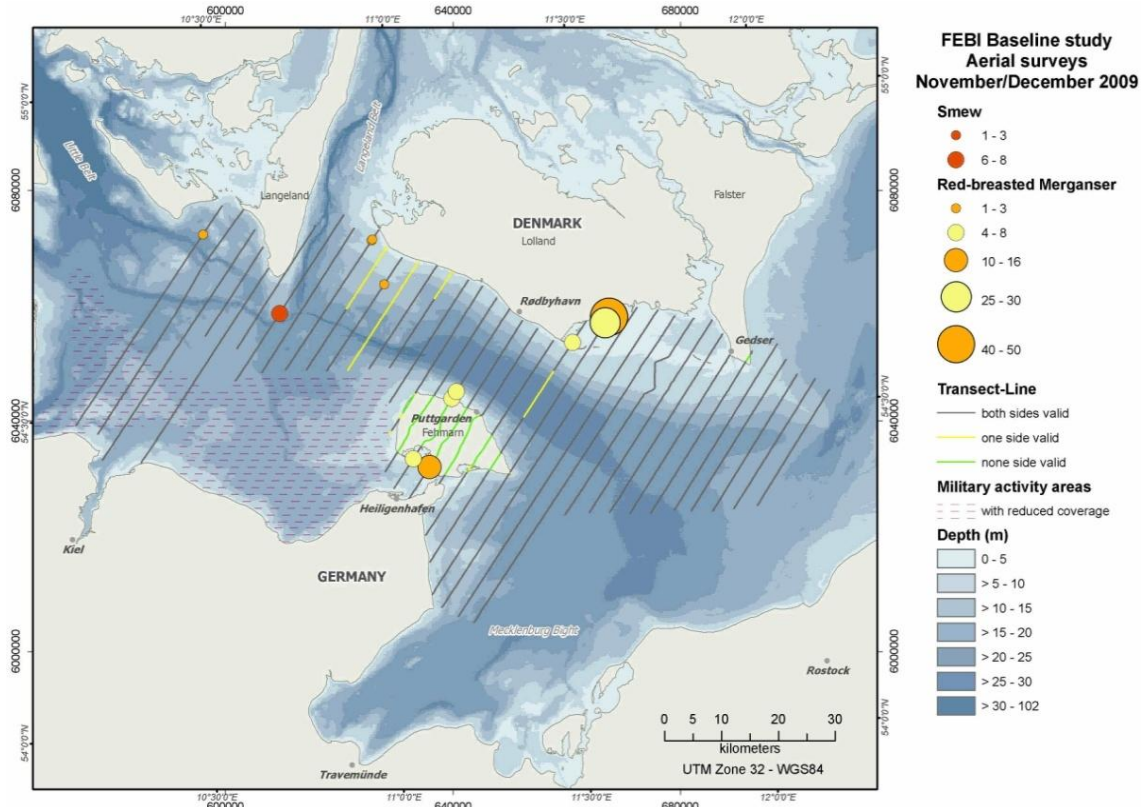 600000 640000 680000
10°30'0"E 11°0'0"E 11°30'0"E 12°0'0"E
55°0'0"N
55°0'0"N
Little Belt
Langeland Belt
Langeland
Falster
6080000
6080000
DENMARK
Lolland
Rødbyhavn
Gedser
54°30'0"N
6040000
54°30'0"N
6040000
Puttgarden
Fehmarn
Heiligenhafen
Kiel
GERMANY
Mecklenburg Bight
6000000
6000000
Rostock
54°0'0"N
54°0'0"N
0 5 10 20 30
kilometers
UTM Zone 32 - WGS84
Travemünde
10°30'0"E 11°0'0"E 11°30'0"E 12°0'0"E
600000 640000 680000
FEBI Baseline study
Aerial surveys
November/December 2009
Smew
1 - 3
6 - 8
Red-breasted Merganser
1 - 3
4 - 8
10 - 16
25 - 30
40 - 50
Transect-Line
both sides valid
one side valid
none side valid
Military activity areas
with reduced coverage
Depth (m)
0 - 5
> 5 - 10
> 10 - 15
> 15 - 20
> 20 - 25
> 25 - 30
> 30 - 102